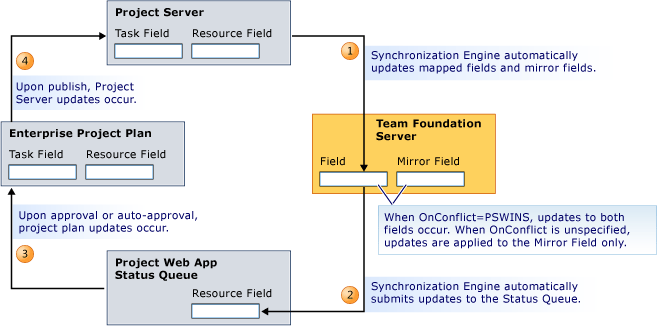 Project Server
Task Field
Resource Field
1
Synchronization Engine automatically
updates mapped fields and mirror fields.
4
Upon publish, Project
Server updates occur.
Enterprise Project Plan
Task Field
Resource Field
Team Foundation
Server
Field
Mirror Field
When OnConflict=PSWINS, updates to both
fields occur. When OnConflict is unspecified,
updates are applied to the Mirror Field only.
Upon approval or auto-approval,
project plan updates occur.
3
Project Web App
Status Queue
Resource Field
2
Synchronization Engine automatically
submits updates to the Status Queue.